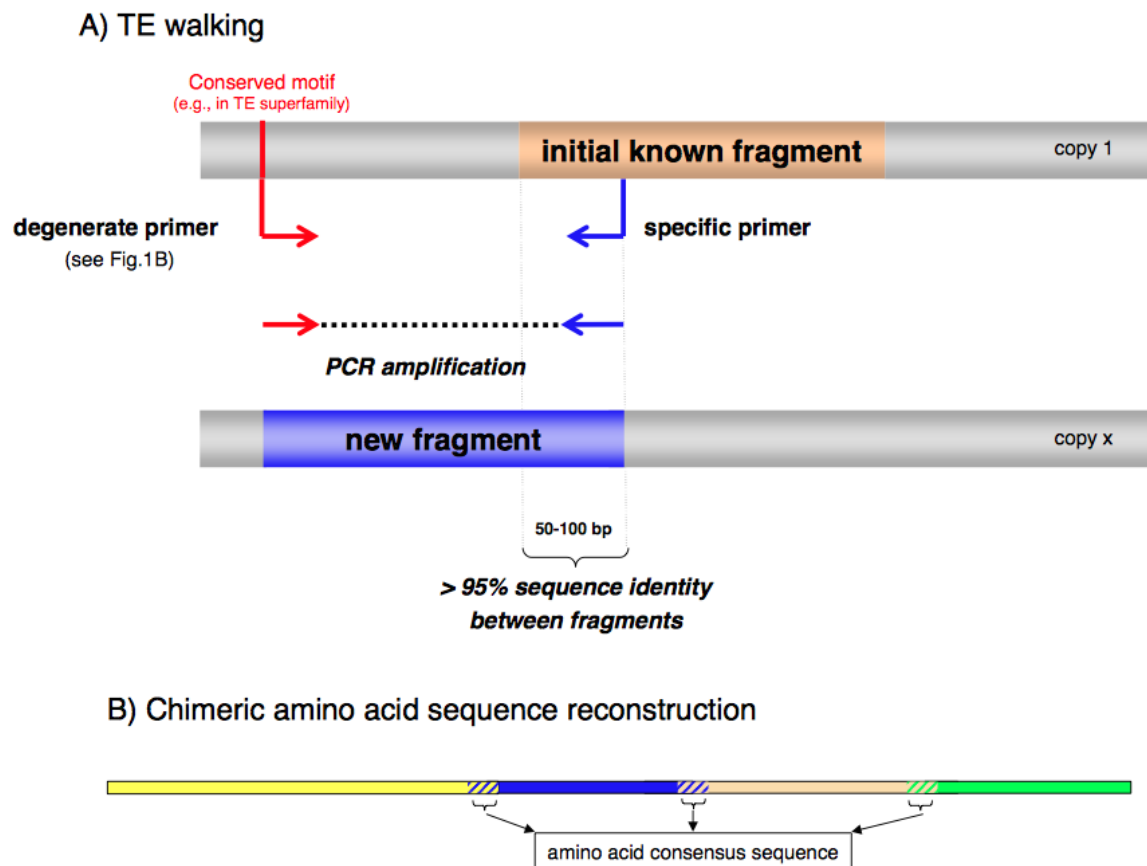 A) TE walking
Conserved motif
(e.g., in TE superfamily)
initial known fragment
copy 1
degenerate primer
(see Fig.1B)
specific primer
PCR amplification
new fragment
copy x
50-100 bp
> 95% sequence identity
between fragments
B) Chimeric amino acid sequence reconstruction
amino acid consensus sequence